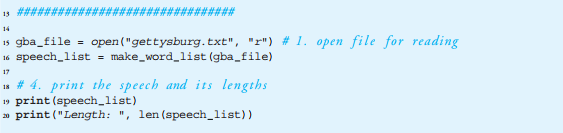 13 ##############################
14
15 gba_file = open("gettysburg.txt", "r") # 1. open file for reading
16 speech_list = make_word_list(gba_file)
17
18 # 4. print the speech and its lengths
19 print(speech_list)
20 print("Length: ", len(speech_list))